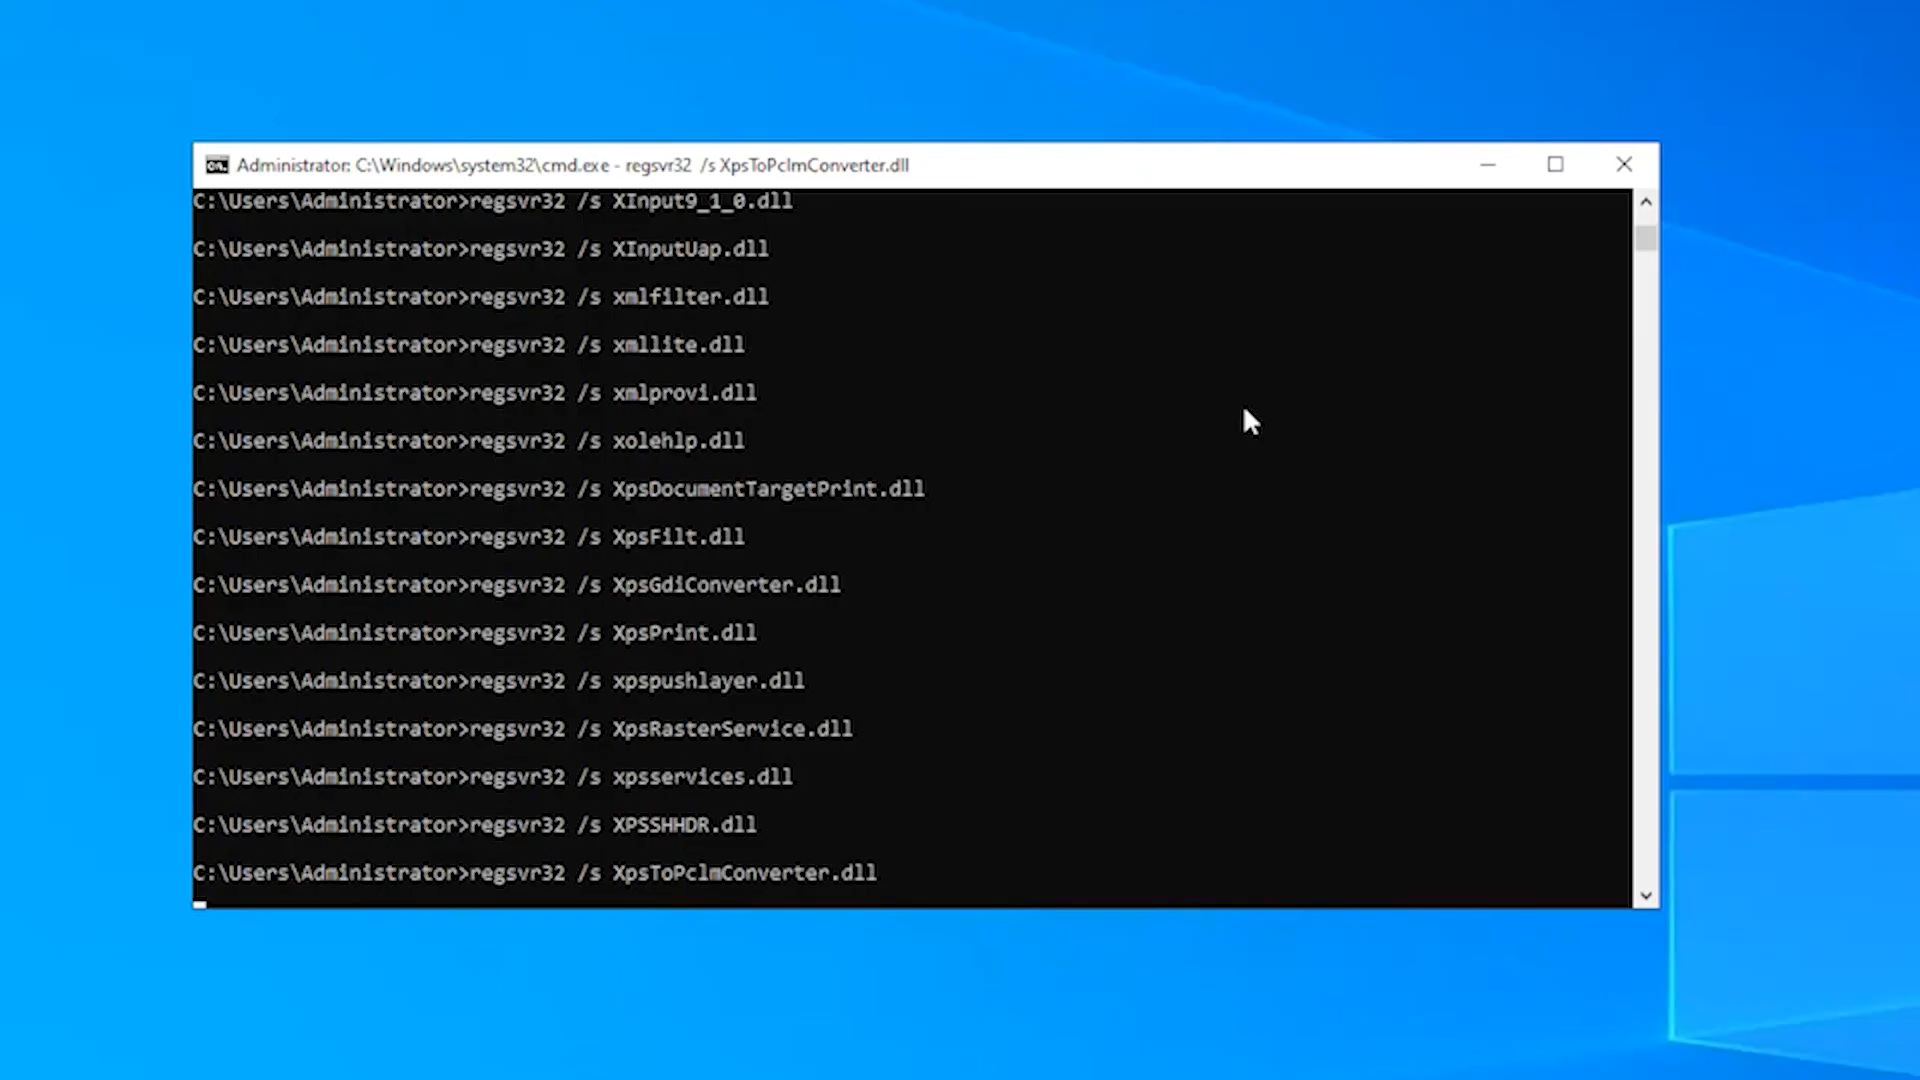 Administrator: C:\Windows\system32\cmd.exe - regsvr32  /s XpsToPclmConverter.dll
C:\Users\Administrator>regsvr32 /s XInput9_1_0.dll
C:\Users\Administrator>regsvr32 /s XInputUap.dll
C:\Users\Administrator>regsvr32 /s xmlfilter.dll
C:\Users\Administrator>regsvr32 /s xmllite.dll
C:\Users\Administrator>regsvr32 /s xmlprovi.dll
C:\Users\Administrator>regsvr32 /s xolehlp.dll
C:\Users\Administrator>regsvr32 /s XpsDocumentTargetPrint.dll
C:\Users\Administrator>regsvr32 /s XpsFilt.dll
C:\Users\Administrator>regsvr32 /s XpsGdiConverter.dll
C:\Users\Administrator>regsvr32 /s XpsPrint.dll
C:\Users\Administrator>regsvr32 /s xpspushlayer.dll
C:\Users\Administrator>regsvr32 /s XpsRasterService.dll
C:\Users\Administrator>regsvr32 /s xpsservices.dll
C:\Users\Administrator>regsvr32 /s XPSSHHDR.dll
C:\Users\Administrator>regsvr32 /s XpsToPclmConverter.dll